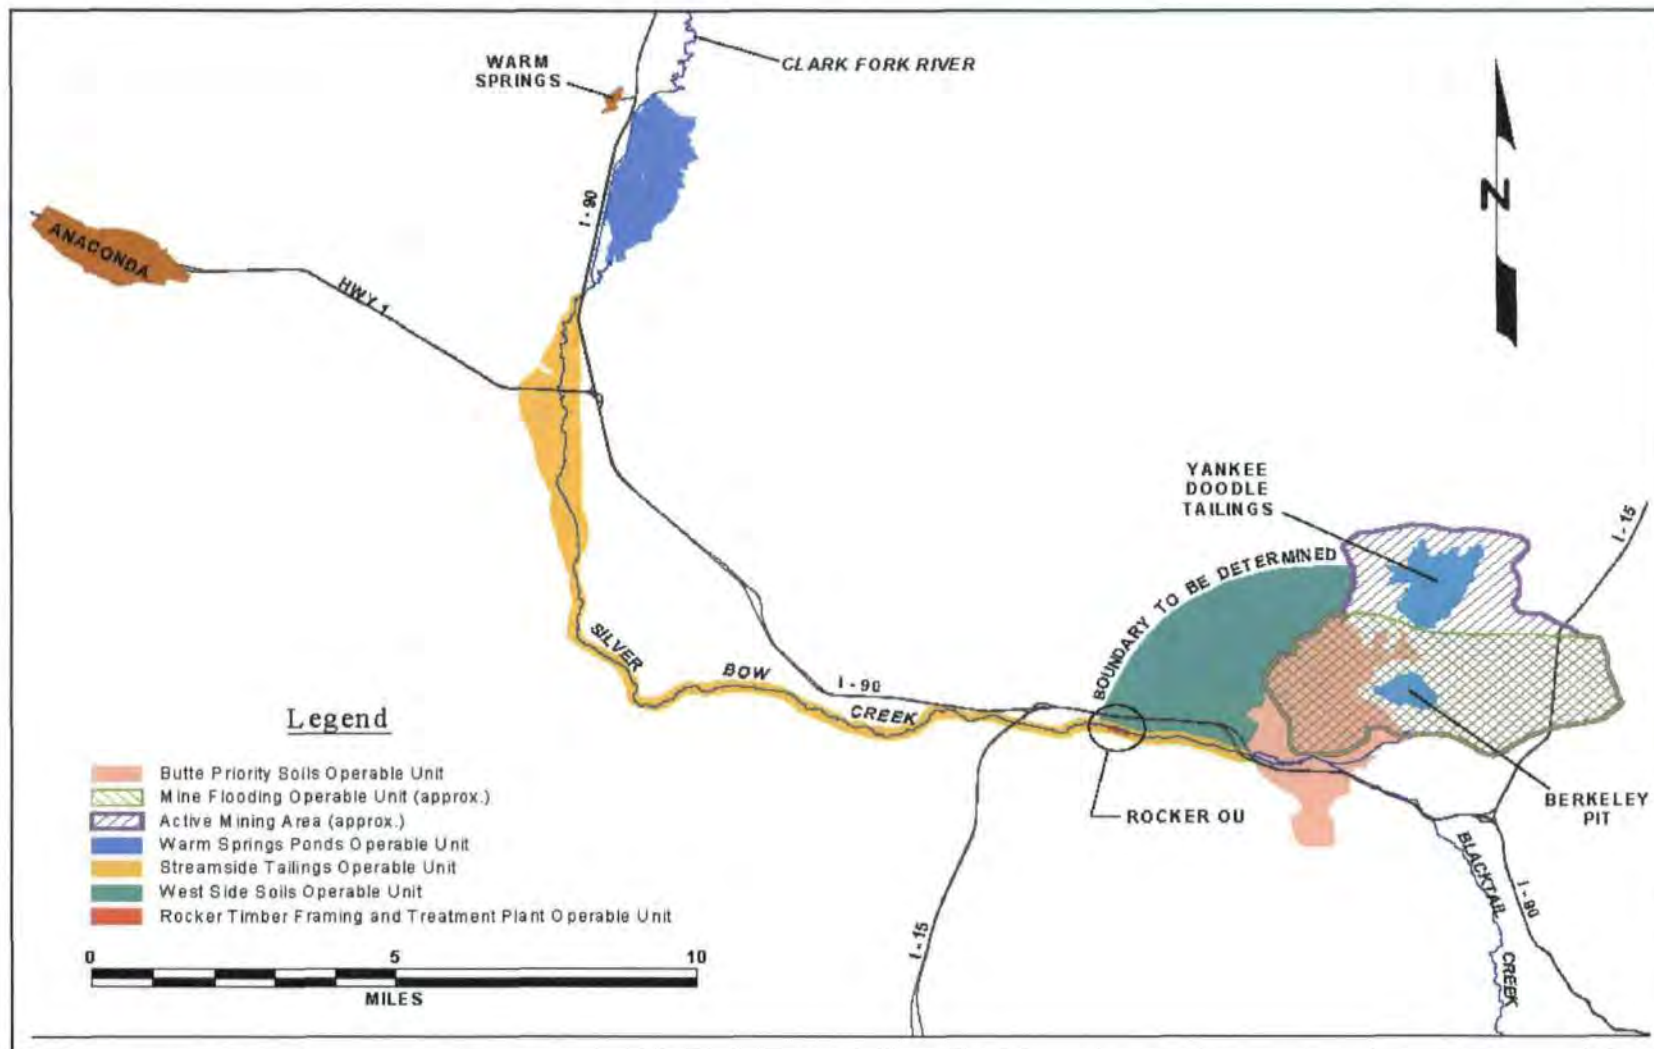 WARM
SPRINGS
CLARK FORK RIVER
N
I-90
ANACONDA
HWY 1
YANKEE
DOODLE
TAILINGS
I-15
BOUNDARY TO BE DETERMINED
SILVER
BOW
CREEK
I-90
Legend
Butte Priority Soils Operable Unit
Mine Flooding Operable Unit (approx.)
Active Mining Area (approx.)
Warm Springs Ponds Operable Unit
Streamside Tailings Operable Unit
West Side Soils Operable Unit
Rocker Timber Framing and Treatment Plant Operable Unit
0 5 10
MILES
ROCKER OU
BERKELEY
PIT
BLACKTAIL
CREEK
I-90
I-15